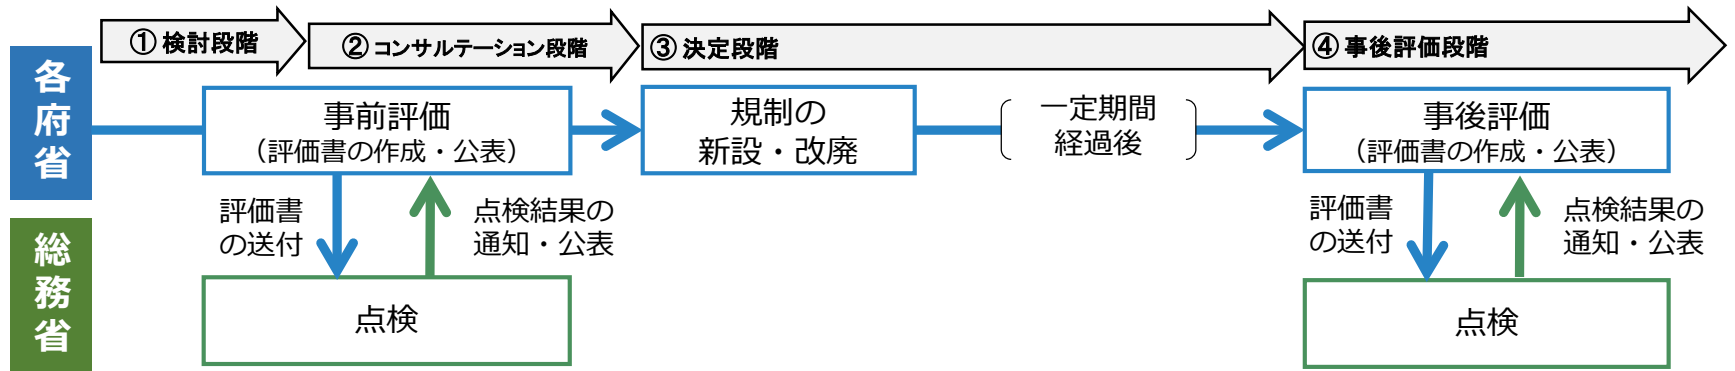 ①検討段階
②コンサルテーション段階
③決定段階
④事後評価段階
各府省
事前評価
（評価書の作成・公表）
規制の
新設・改廃
一定期間
経過後
事後評価
（評価書の作成・公表）
評価書
の送付
点検結果の
通知・公表
評価書
の送付
点検結果の
通知・公表
総務省
点検
点検